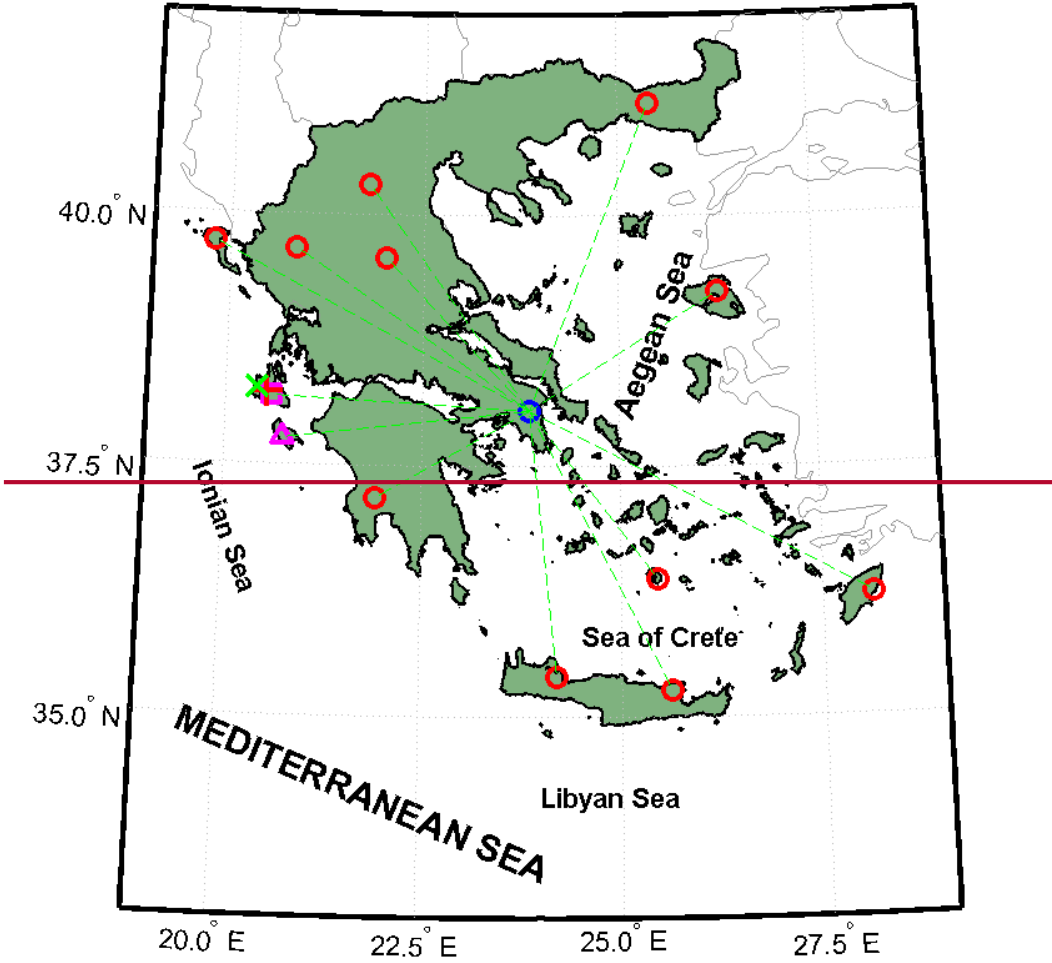 40.0° N
Aegean Sea
37.5° N
Ionian Sea
Sea of Crete
35.0° N
MEDITERRANEAN SEA
Libyan Sea
20.0° E
22.5° E
25.0° E
27.5° E